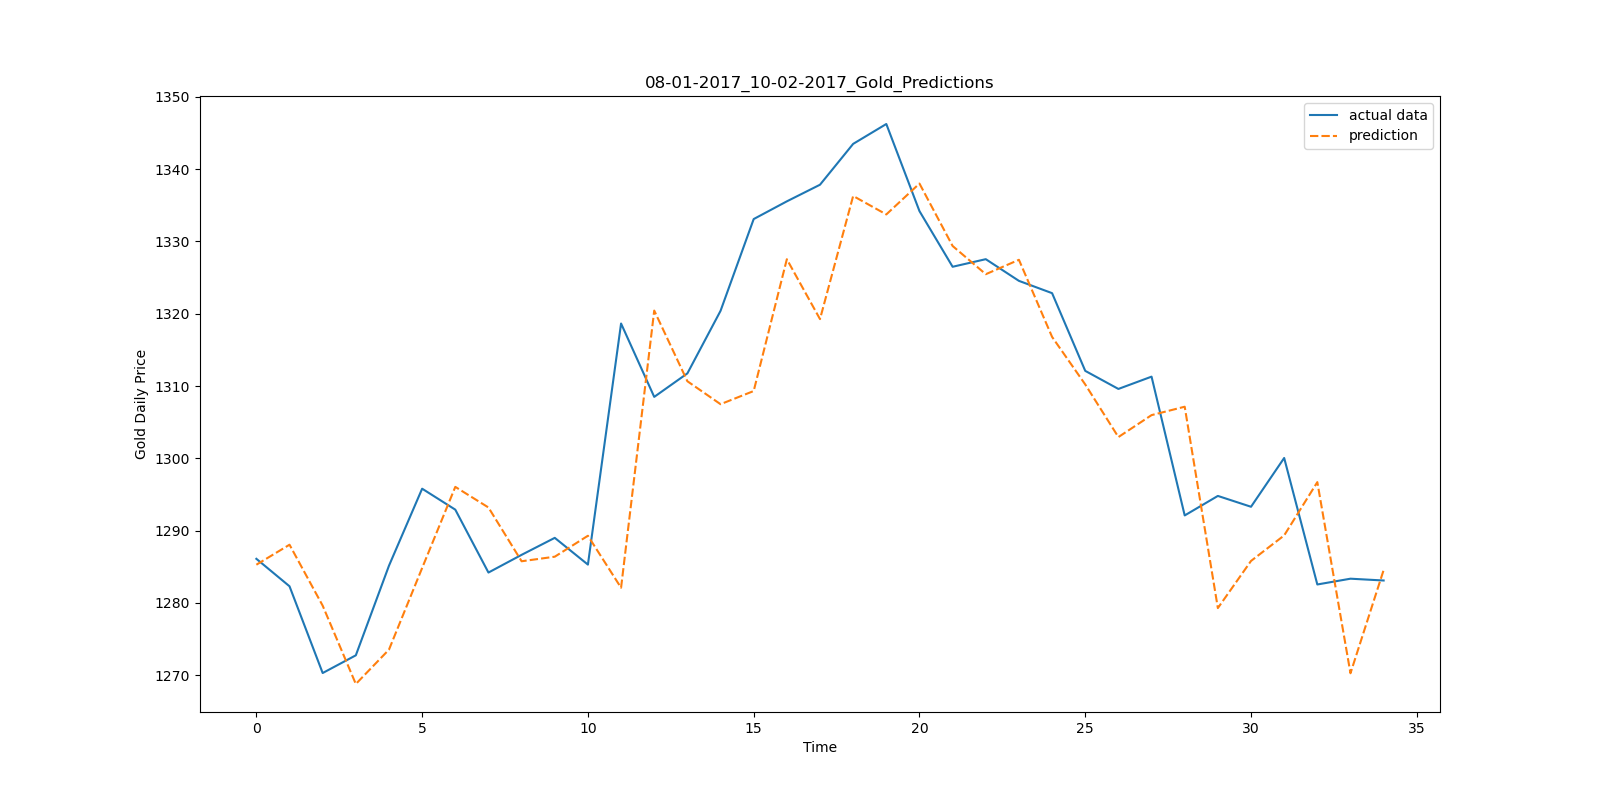 08-01-2017_10-02-2017_Gold_Predictions
actual data
prediction
Gold Daily Price
1350
1340
1330
1320
1310
1300
1290
1280
1270
0 5 10 15 20 25 30 35
Time